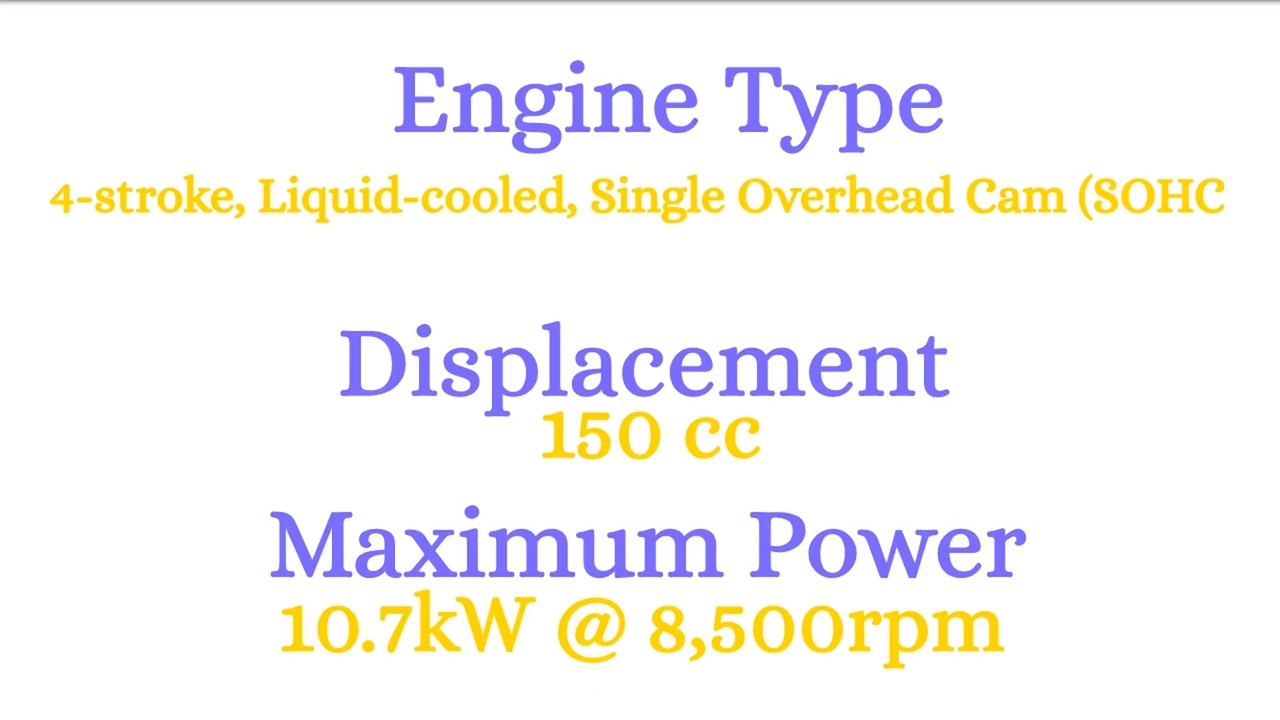 Engine Type
4-stroke, Liquid-cooled, Single Overhead Cam (SOHC
Displacement
150 cc
Maximum Power
10.7kW @ 8,500rpm